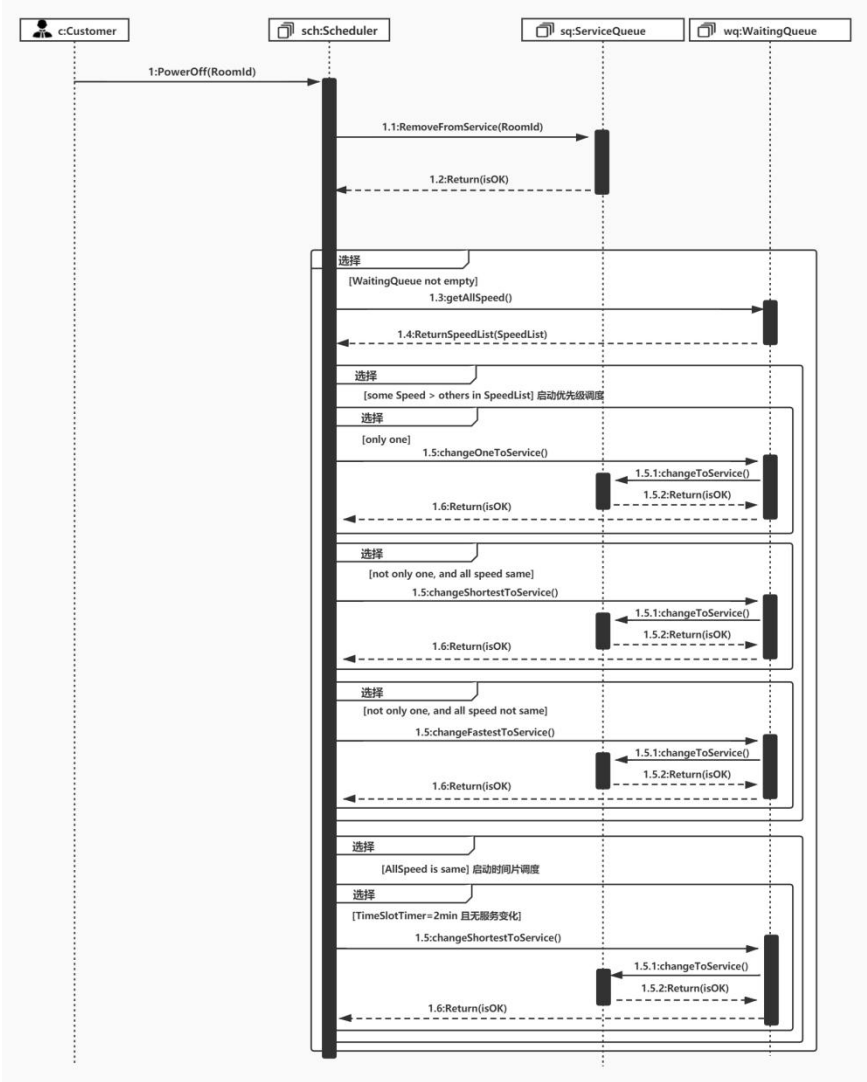 c:Customer
sch:Scheduler
sq:ServiceQueue
wq:WaitingQueue
1:PowerOff(RoomId)
1.1:RemoveFromService(RoomId)
1.2:Return(isOK)
选择
[WaitingQueue not empty]
1.3:getAllSpeed()
1.4:ReturnSpeedList(SpeedList)
选择
[some Speed > others in SpeedList] 启动优先级调度
选择
[only one]
1.5:changeOneToService()
1.5.1:changeToService()
1.5.2:Return(isOK)
1.6:Return(isOK)
选择
[not only one, and all speed same]
1.5:changeShortestToService()
1.5.1:changeToService()
1.5.2:Return(isOK)
1.6:Return(isOK)
选择
[not only one, and all speed not same]
1.5:changeFastestToService()
1.5.1:changeToService()
1.5.2:Return(isOK)
1.6:Return(isOK)
选择
[AllSpeed is same] 启动时间片调度
选择
[TimeSlotTimer=2min 且无服务变化]
1.5:changeShortestToService()
1.5.1:changeToService()
1.5.2:Return(isOK)
1.6:Return(isOK)